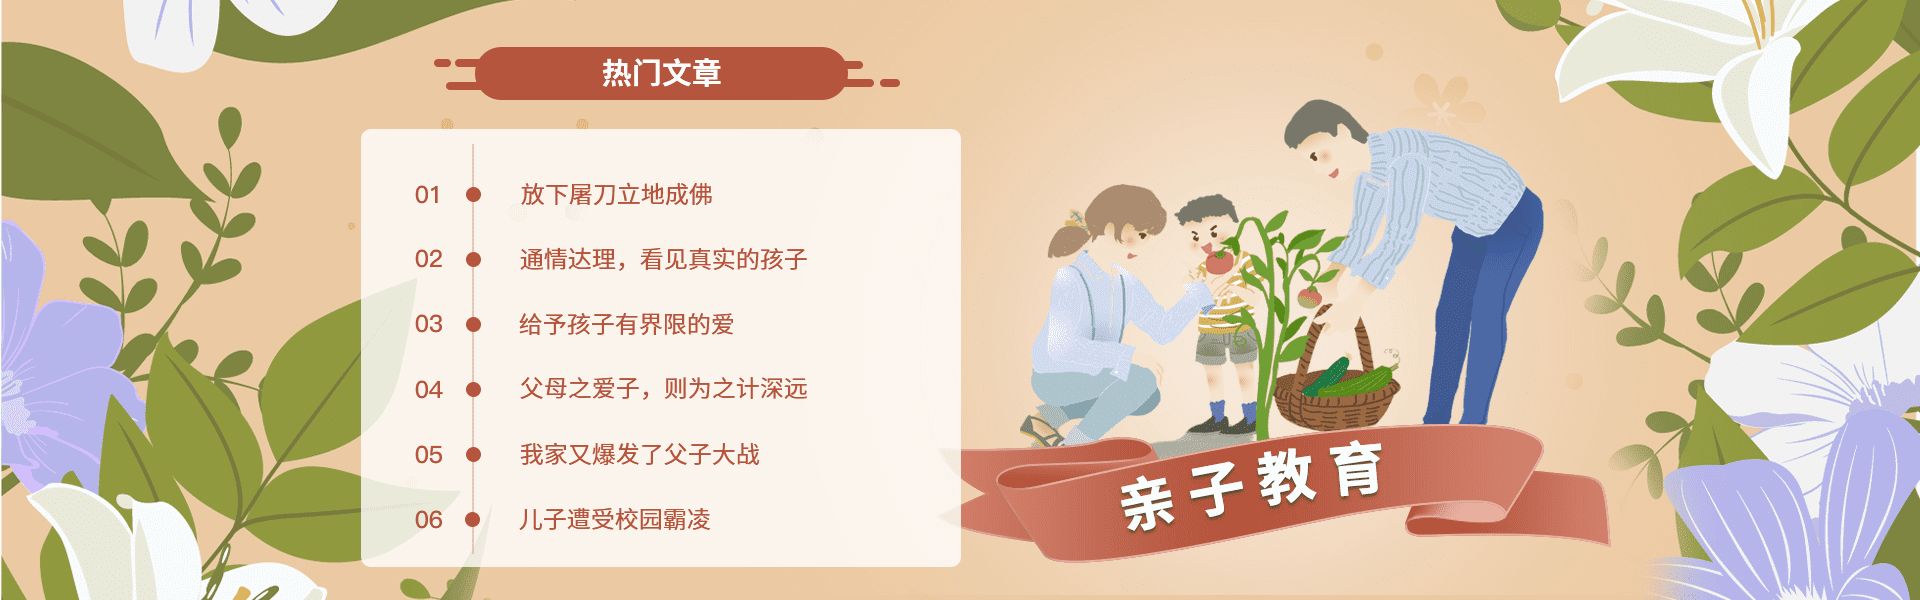 热门文章
01 放下屠刀立地成佛
02 通情达理，看见真实的孩子
03 给予孩子有界限的爱
04 父母之爱子，则为之计深远
05 我家又爆发了父子大战
06 儿子遭受校园霸凌
亲子教育